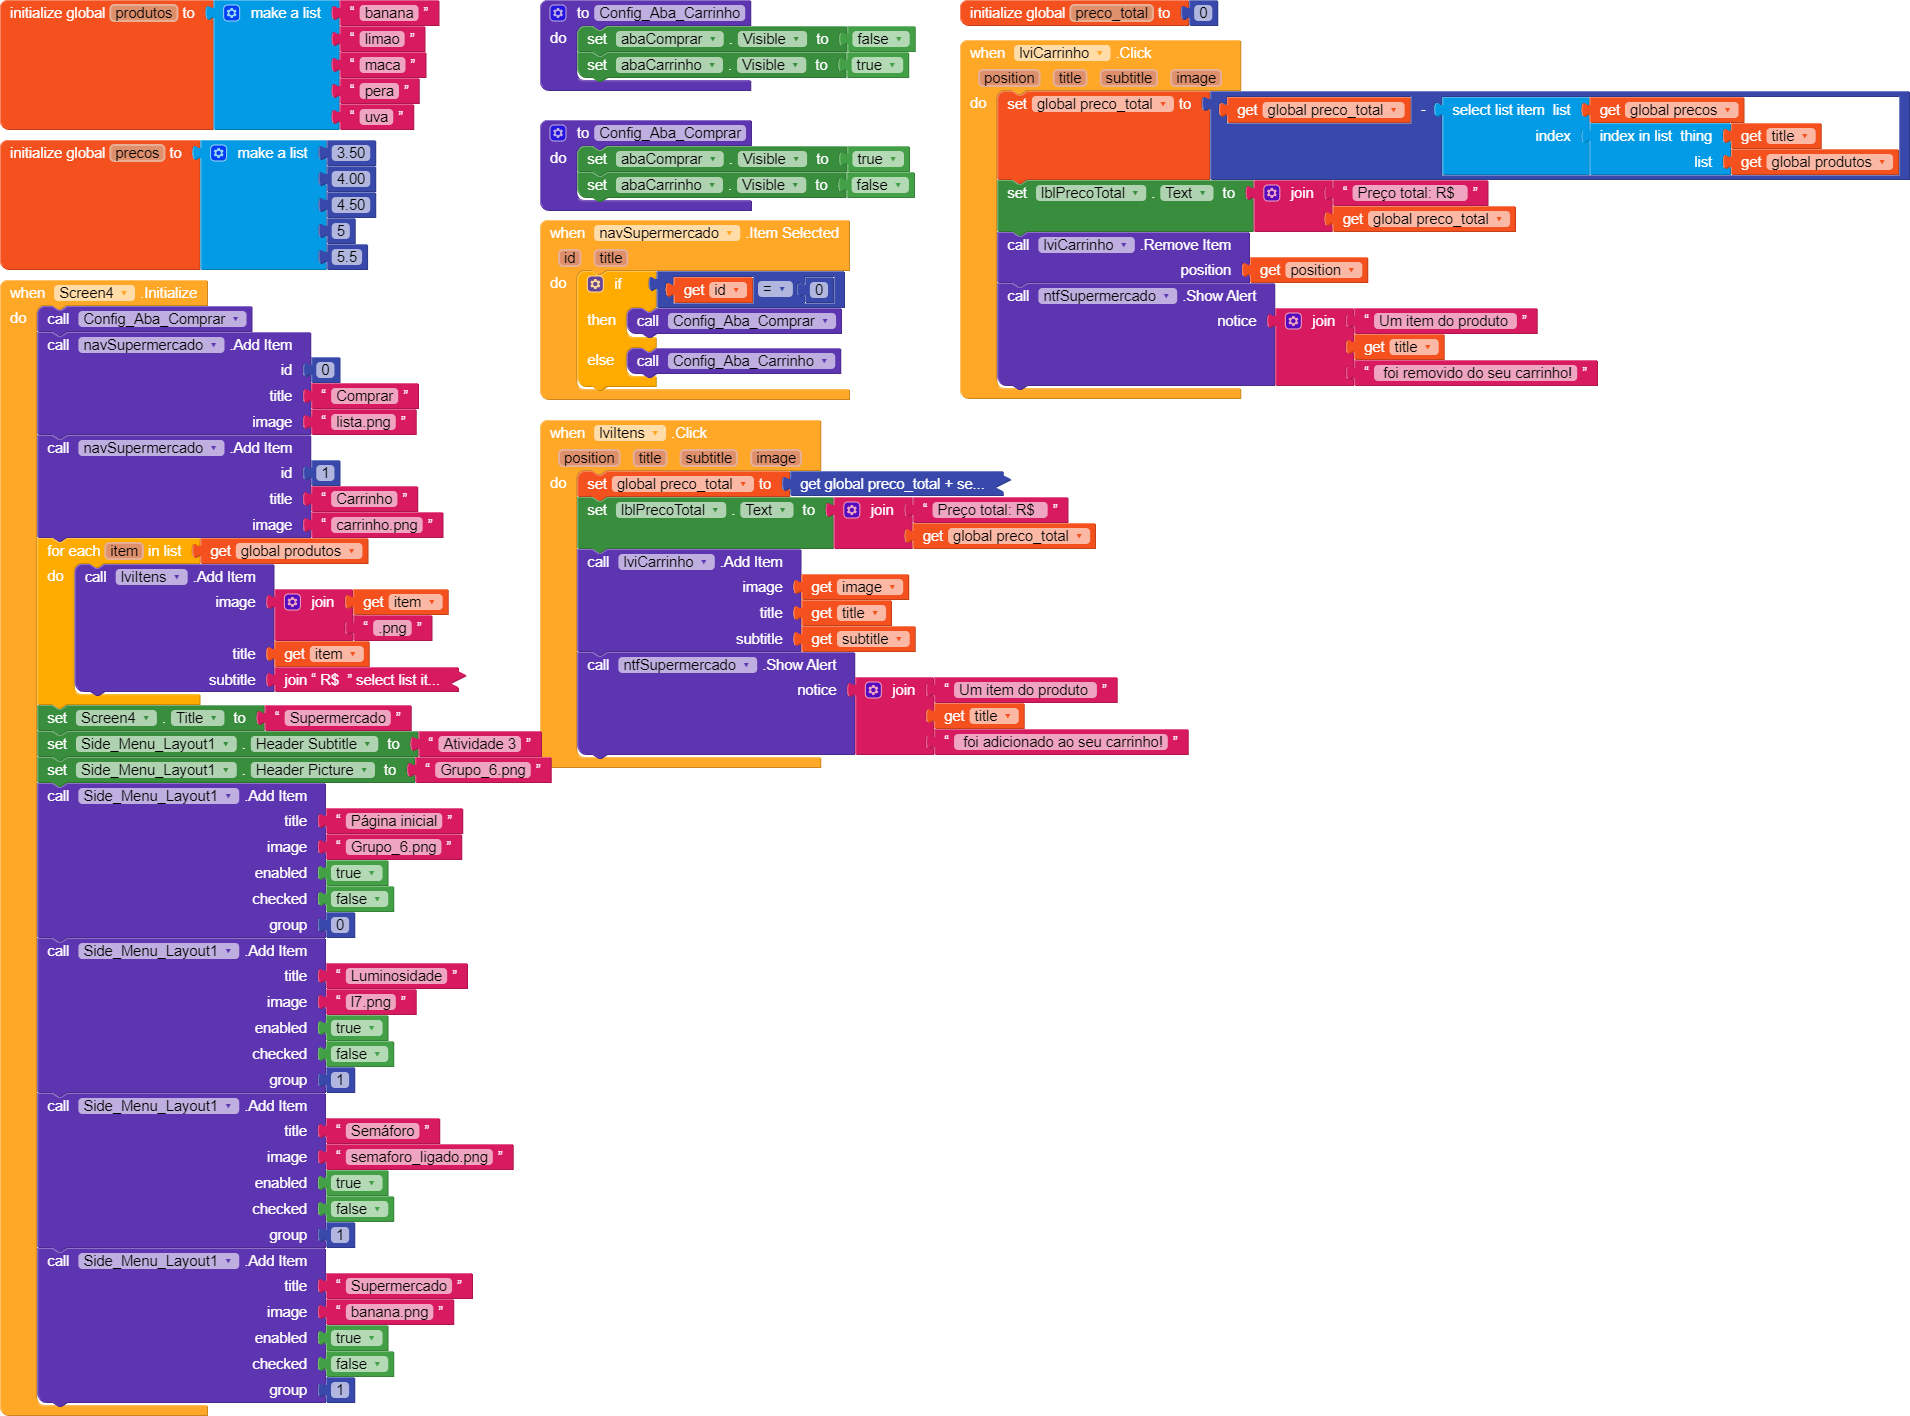 initialize global produtos to make a list " banana "
" limao "
" maca "
" pera "
" uva "
initialize global precos to make a list 3.50
4.00
4.50
5
5.5
when Screen4 .Initialize
do call Config_Aba_Comprar
call navSupermercado .Add Item
id 0
title " Comprar "
image " lista.png "
call navSupermercado .Add Item
id 1
title " Carrinho "
image " carrinho.png "
for each item in list get global produtos
do call lviItens .Add Item
image join get item
" .png "
title get item
subtitle join " R$ " select list it...
set Screen4 . Title to " Supermercado "
set Side_Menu_Layout1 . Header Subtitle to " Atividade 3 "
set Side_Menu_Layout1 . Header Picture to " Grupo_6.png "
call Side_Menu_Layout1 .Add Item
title " Página inicial "
image " Grupo_6.png "
enabled true
checked false
group 0
call Side_Menu_Layout1 .Add Item
title " Luminosidade "
image " l7.png "
enabled true
checked false
group 1
call Side_Menu_Layout1 .Add Item
title " Semáforo "
image " semaforo_ligado.png "
enabled true
checked false
group 1
call Side_Menu_Layout1 .Add Item
title " Supermercado "
image " banana.png "
enabled true
checked false
group 1
to Config_Aba_Carrinho
do set abaComprar . Visible to false
set abaCarrinho . Visible to true
to Config_Aba_Comprar
do set abaComprar . Visible to true
set abaCarrinho . Visible to false
when navSupermercado .Item Selected
id title
do if get id = 0
then call Config_Aba_Comprar
else call Config_Aba_Carrinho
when lviItens .Click
position title subtitle image
do set global preco_total to get global preco_total + se...
set lblPrecoTotal . Text to join " Preço total: R$ "
get global preco_total
call lviCarrinho .Add Item
image get image
title get title
subtitle get subtitle
call ntfSupermercado .Show Alert
notice join " Um item do produto "
get title
" foi adicionado ao seu carrinho! "
initialize global preco_total to 0
when lviCarrinho .Click
position title subtitle image
do set global preco_total to get global preco_total - select list item list get global precos
index index in list thing get title
list get global produtos
set lblPrecoTotal . Text to join " Preço total: R$ "
get global preco_total
call lviCarrinho .Remove Item
position get position
call ntfSupermercado .Show Alert
notice join " Um item do produto "
get title
" foi removido do seu carrinho! "